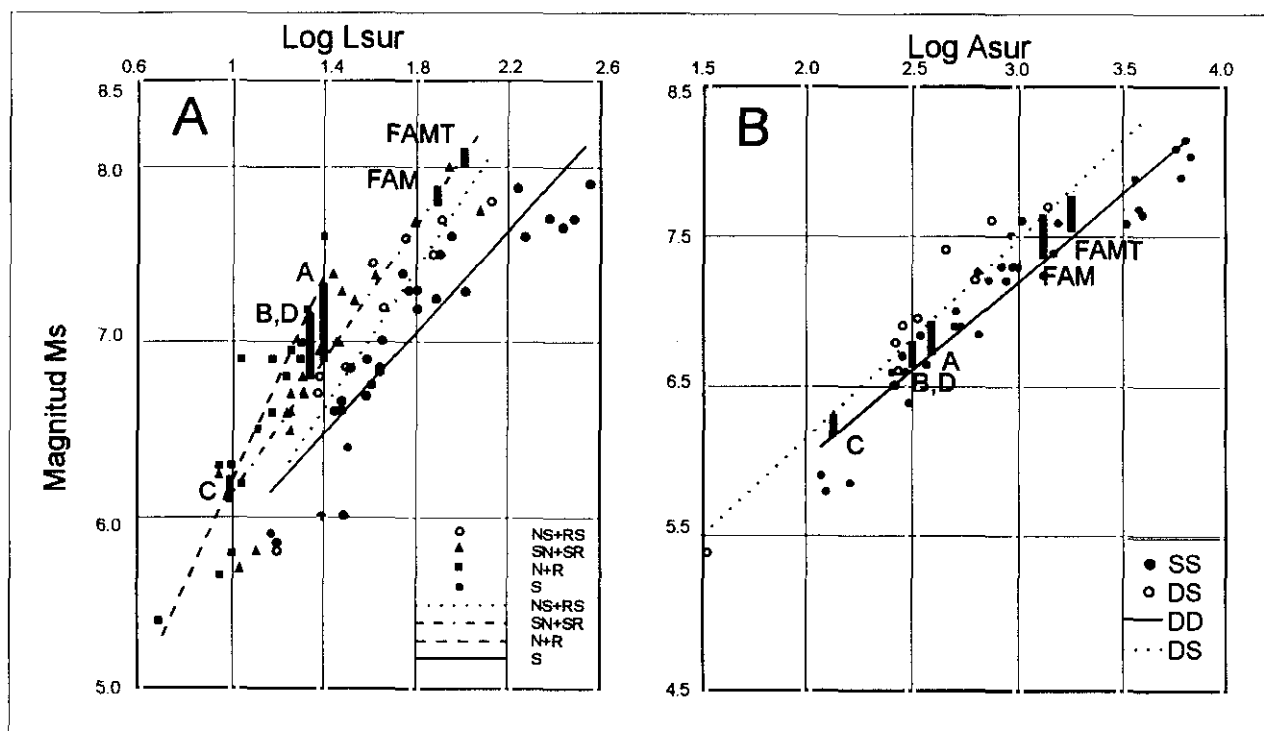 Log Lsur
0.6 1 1.4 1.8 2.2 2.6
8.5
A
FAMT
8.0
FAM
A
B,D
7.0
C
6.0
5.0
Magnitud Ms
NS+RS
SN+SR
N+R
S
NS+RS
SN+SR
N+R
S
Log Asur
1.5 2.0 2.5 3.0 3.5 4.0
8.5
B
7.5
FAMT
FAM
A
B,D
6.5
C
5.5
4.5
SS
DS
DD
DS